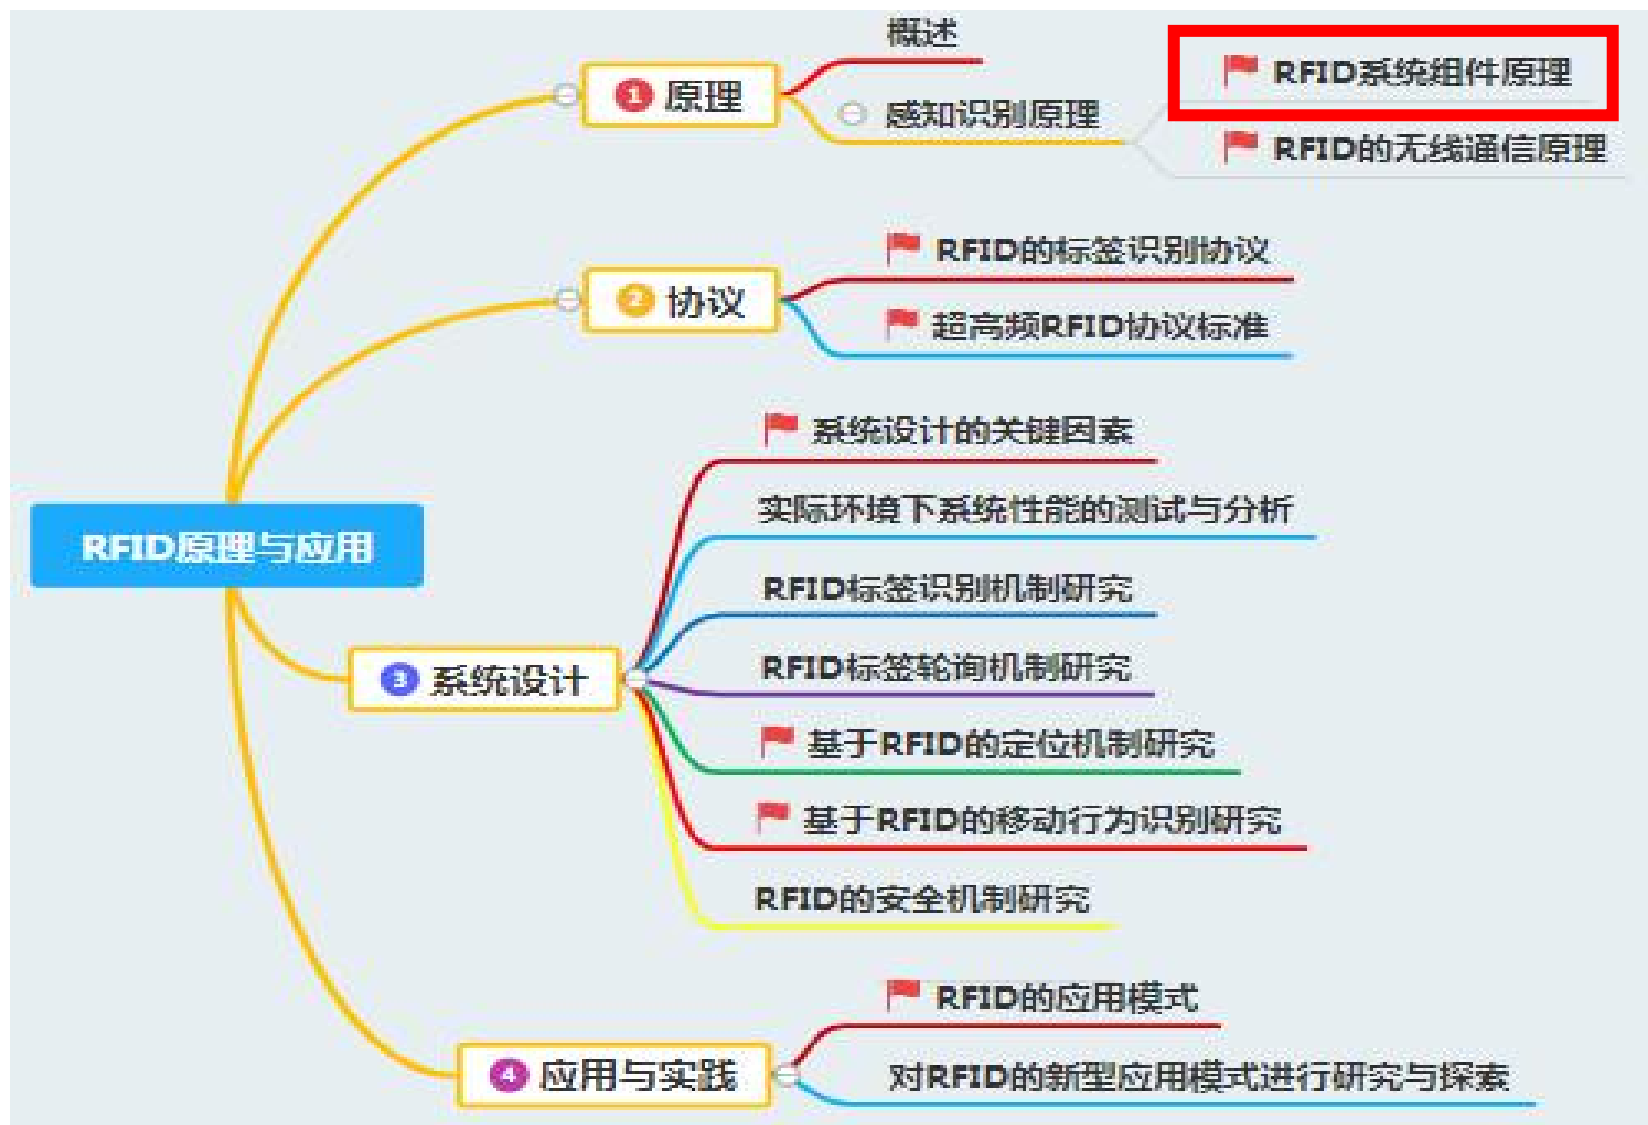 概述
RFID系统组件原理
1 原理
感知识别原理
RFID的无线通信原理
RFID的标签识别协议
2 协议
超高频RFID协议标准
系统设计的关键因素
实际环境下系统性能的测试与分析
RFID原理与应用
RFID标签识别机制研究
3 系统设计
RFID标签轮询机制研究
基于RFID的定位机制研究
基于RFID的移动行为识别研究
RFID的安全机制研究
RFID的应用模式
4 应用与实践
对RFID的新型应用模式进行研究与探索